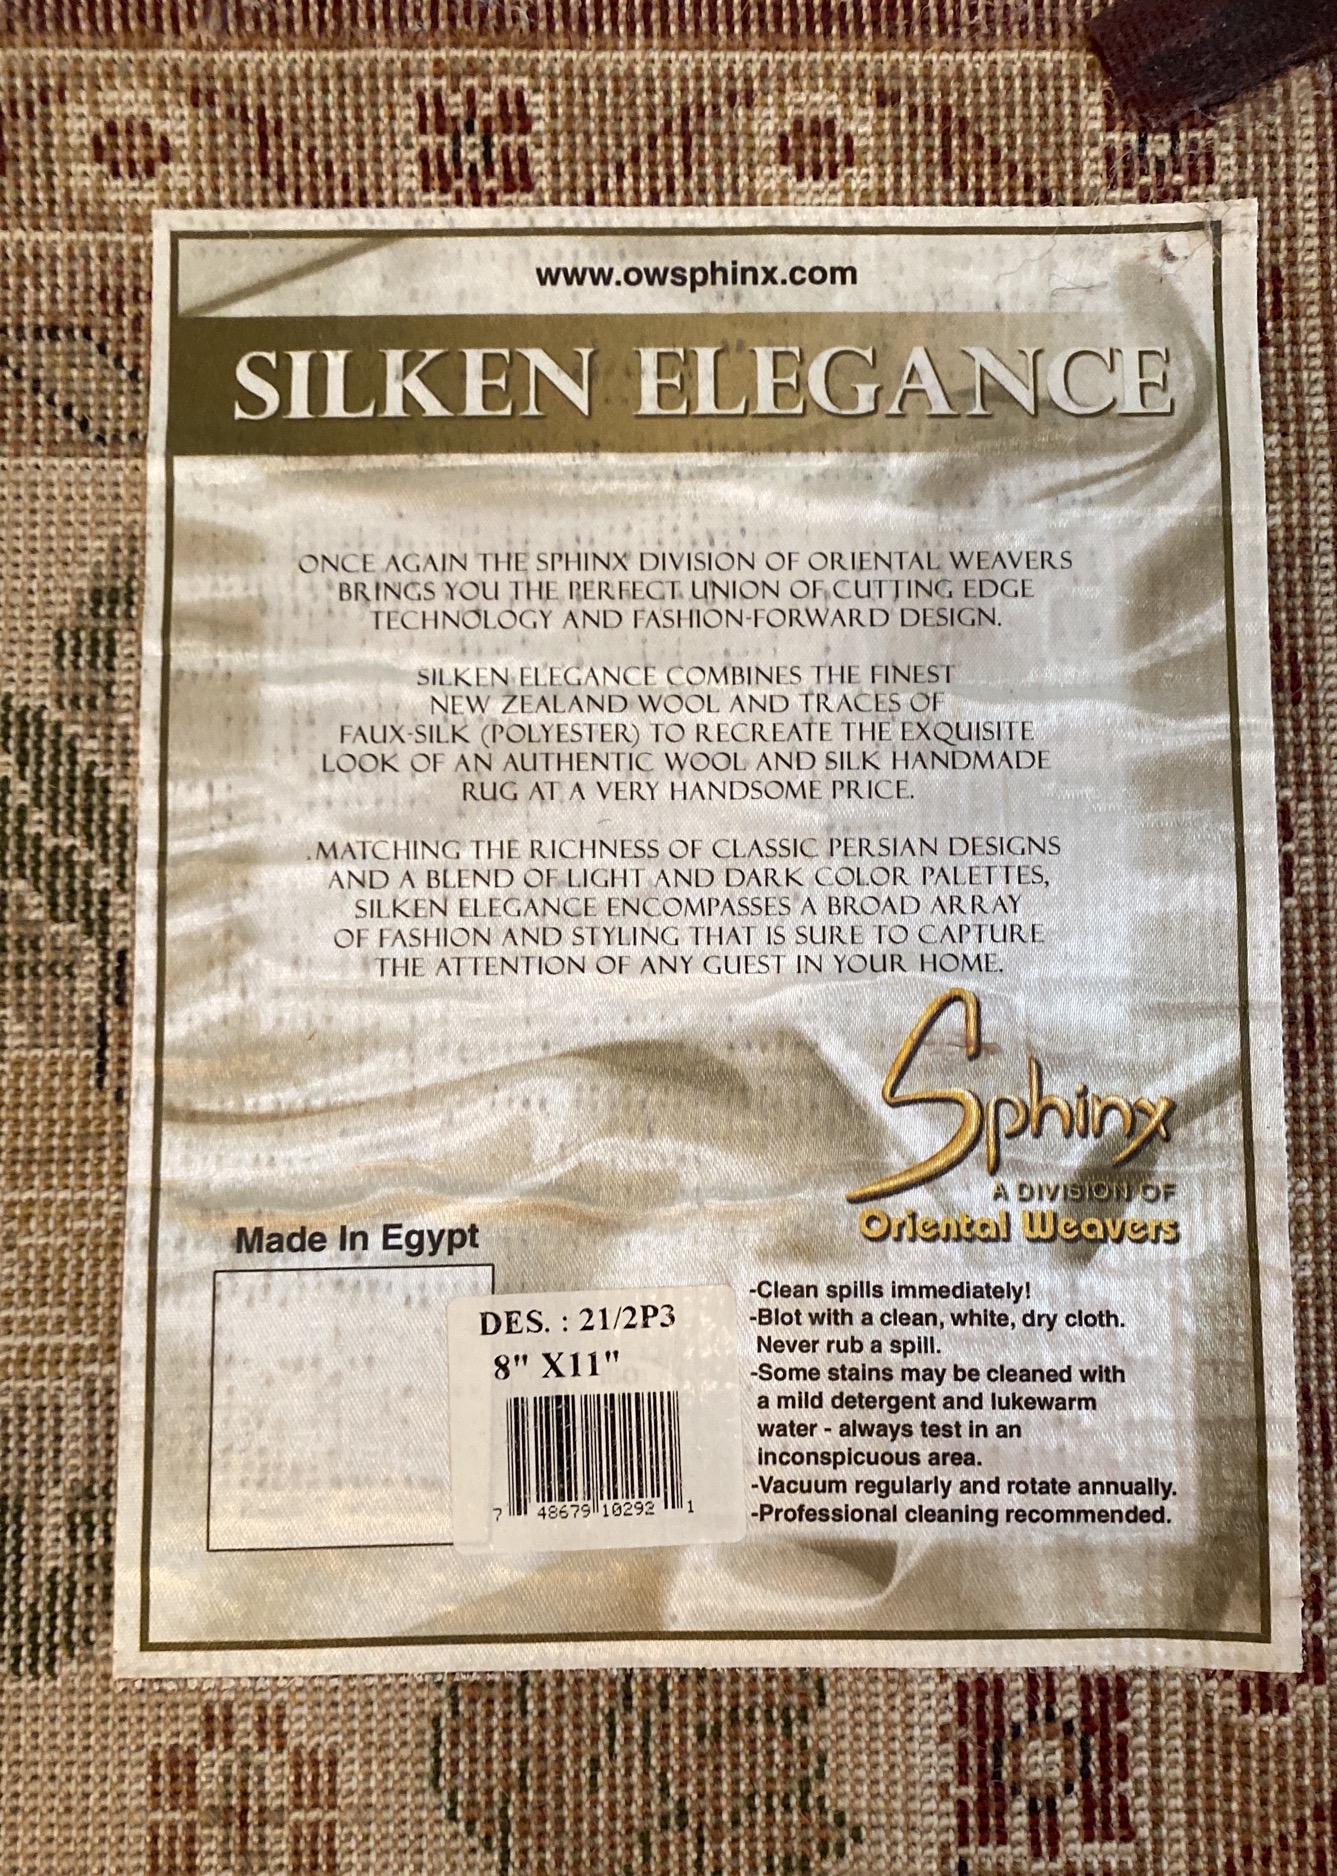 www.owsphinx.com
SILKEN ELEGANCE
ONCE AGAIN THE SPHINX DIVISION OF ORIENTAL WEAVERS
BRINGS YOU THE PERFECT UNION OF CUTTING EDGE
TECHNOLOGY AND FASHION-FORWARD DESIGN.
SILKEN ELEGANCE COMBINES THE FINEST
NEW ZEALAND WOOL AND TRACES OF
FAUX-SILK (POLYESTER) TO RECREATE THE EXQUISITE
LOOK OF AN AUTHENTIC WOOL AND SILK HANDMADE
RUG AT A VERY HANDSOME PRICE.
MATCHING THE RICHNESS OF CLASSIC PERSIAN DESIGNS
AND A BLEND OF LIGHT AND DARK COLOR PALETTES,
SILKEN ELEGANCE ENCOMPASSES A BROAD ARRAY
OF FASHION AND STYLING THAT IS SURE TO CAPTURE
THE ATTENTION OF ANY GUEST IN YOUR HOME.
Sphinx
A DIVISION OF
Oriental Weavers
Made In Egypt
DES. : 21/2P3
8" X11"
7 48679 10292 1
-Clean spills immediately!
-Blot with a clean, white, dry cloth.
Never rub a spill.
-Some stains may be cleaned with
a mild detergent and lukewarm
water - always test in an
inconspicuous area.
-Vacuum regularly and rotate annually.
-Professional cleaning recommended.